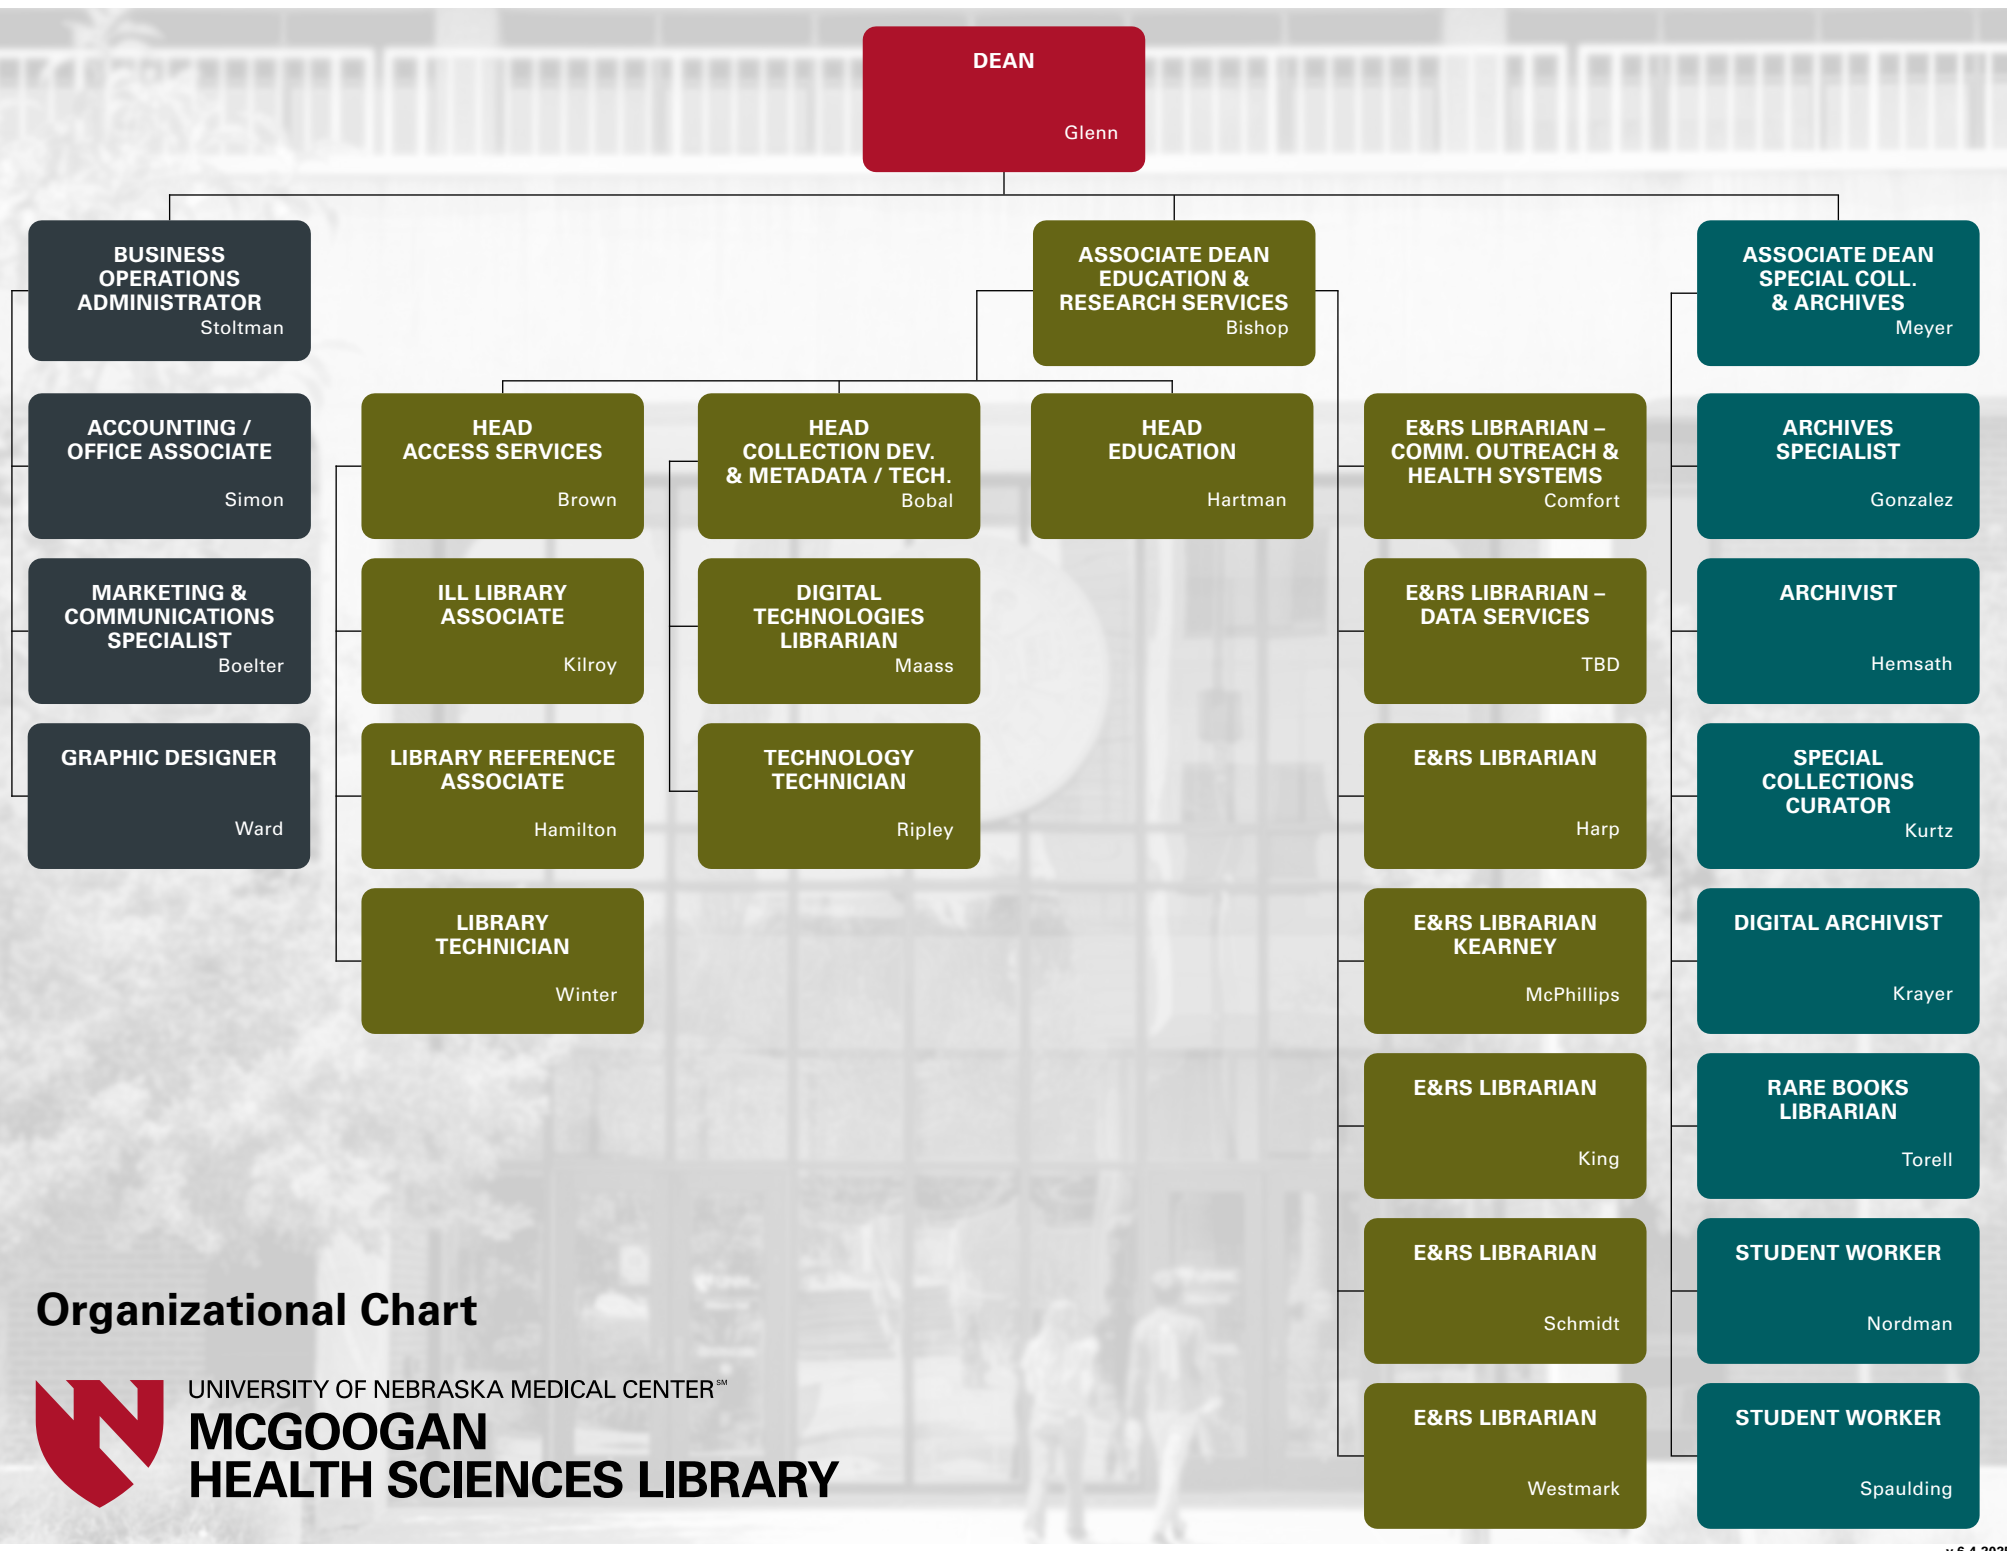 DEAN
Glenn
BUSINESS
OPERATIONS
ADMINISTRATOR
Stoltman
ASSOCIATE DEAN
EDUCATION &
RESEARCH SERVICES
Bishop
ASSOCIATE DEAN
SPECIAL COLL.
& ARCHIVES
Meyer
ACCOUNTING /
OFFICE ASSOCIATE
Simon
HEAD
ACCESS SERVICES
Brown
HEAD
COLLECTION DEV.
& METADATA / TECH.
Bobal
HEAD
EDUCATION
Hartman
E&RS LIBRARIAN –
COMM. OUTREACH &
HEALTH SYSTEMS
Comfort
ARCHIVES
SPECIALIST
Gonzalez
MARKETING &
COMMUNICATIONS
SPECIALIST
Boelter
ILL LIBRARY
ASSOCIATE
Kilroy
DIGITAL
TECHNOLOGIES
LIBRARIAN
Maass
E&RS LIBRARIAN –
DATA SERVICES
TBD
ARCHIVIST
Hemsath
GRAPHIC DESIGNER
Ward
LIBRARY REFERENCE
ASSOCIATE
Hamilton
TECHNOLOGY
TECHNICIAN
Ripley
E&RS LIBRARIAN
Harp
SPECIAL
COLLECTIONS
CURATOR
Kurtz
LIBRARY
TECHNICIAN
Winter
E&RS LIBRARIAN
KEARNEY
McPhillips
DIGITAL ARCHIVIST
Krayer
E&RS LIBRARIAN
King
RARE BOOKS
LIBRARIAN
Torell
E&RS LIBRARIAN
Schmidt
STUDENT WORKER
Nordman
E&RS LIBRARIAN
Westmark
STUDENT WORKER
Spaulding
Organizational Chart
UNIVERSITY OF NEBRASKA MEDICAL CENTER℠
MCGOOGAN
HEALTH SCIENCES LIBRARY